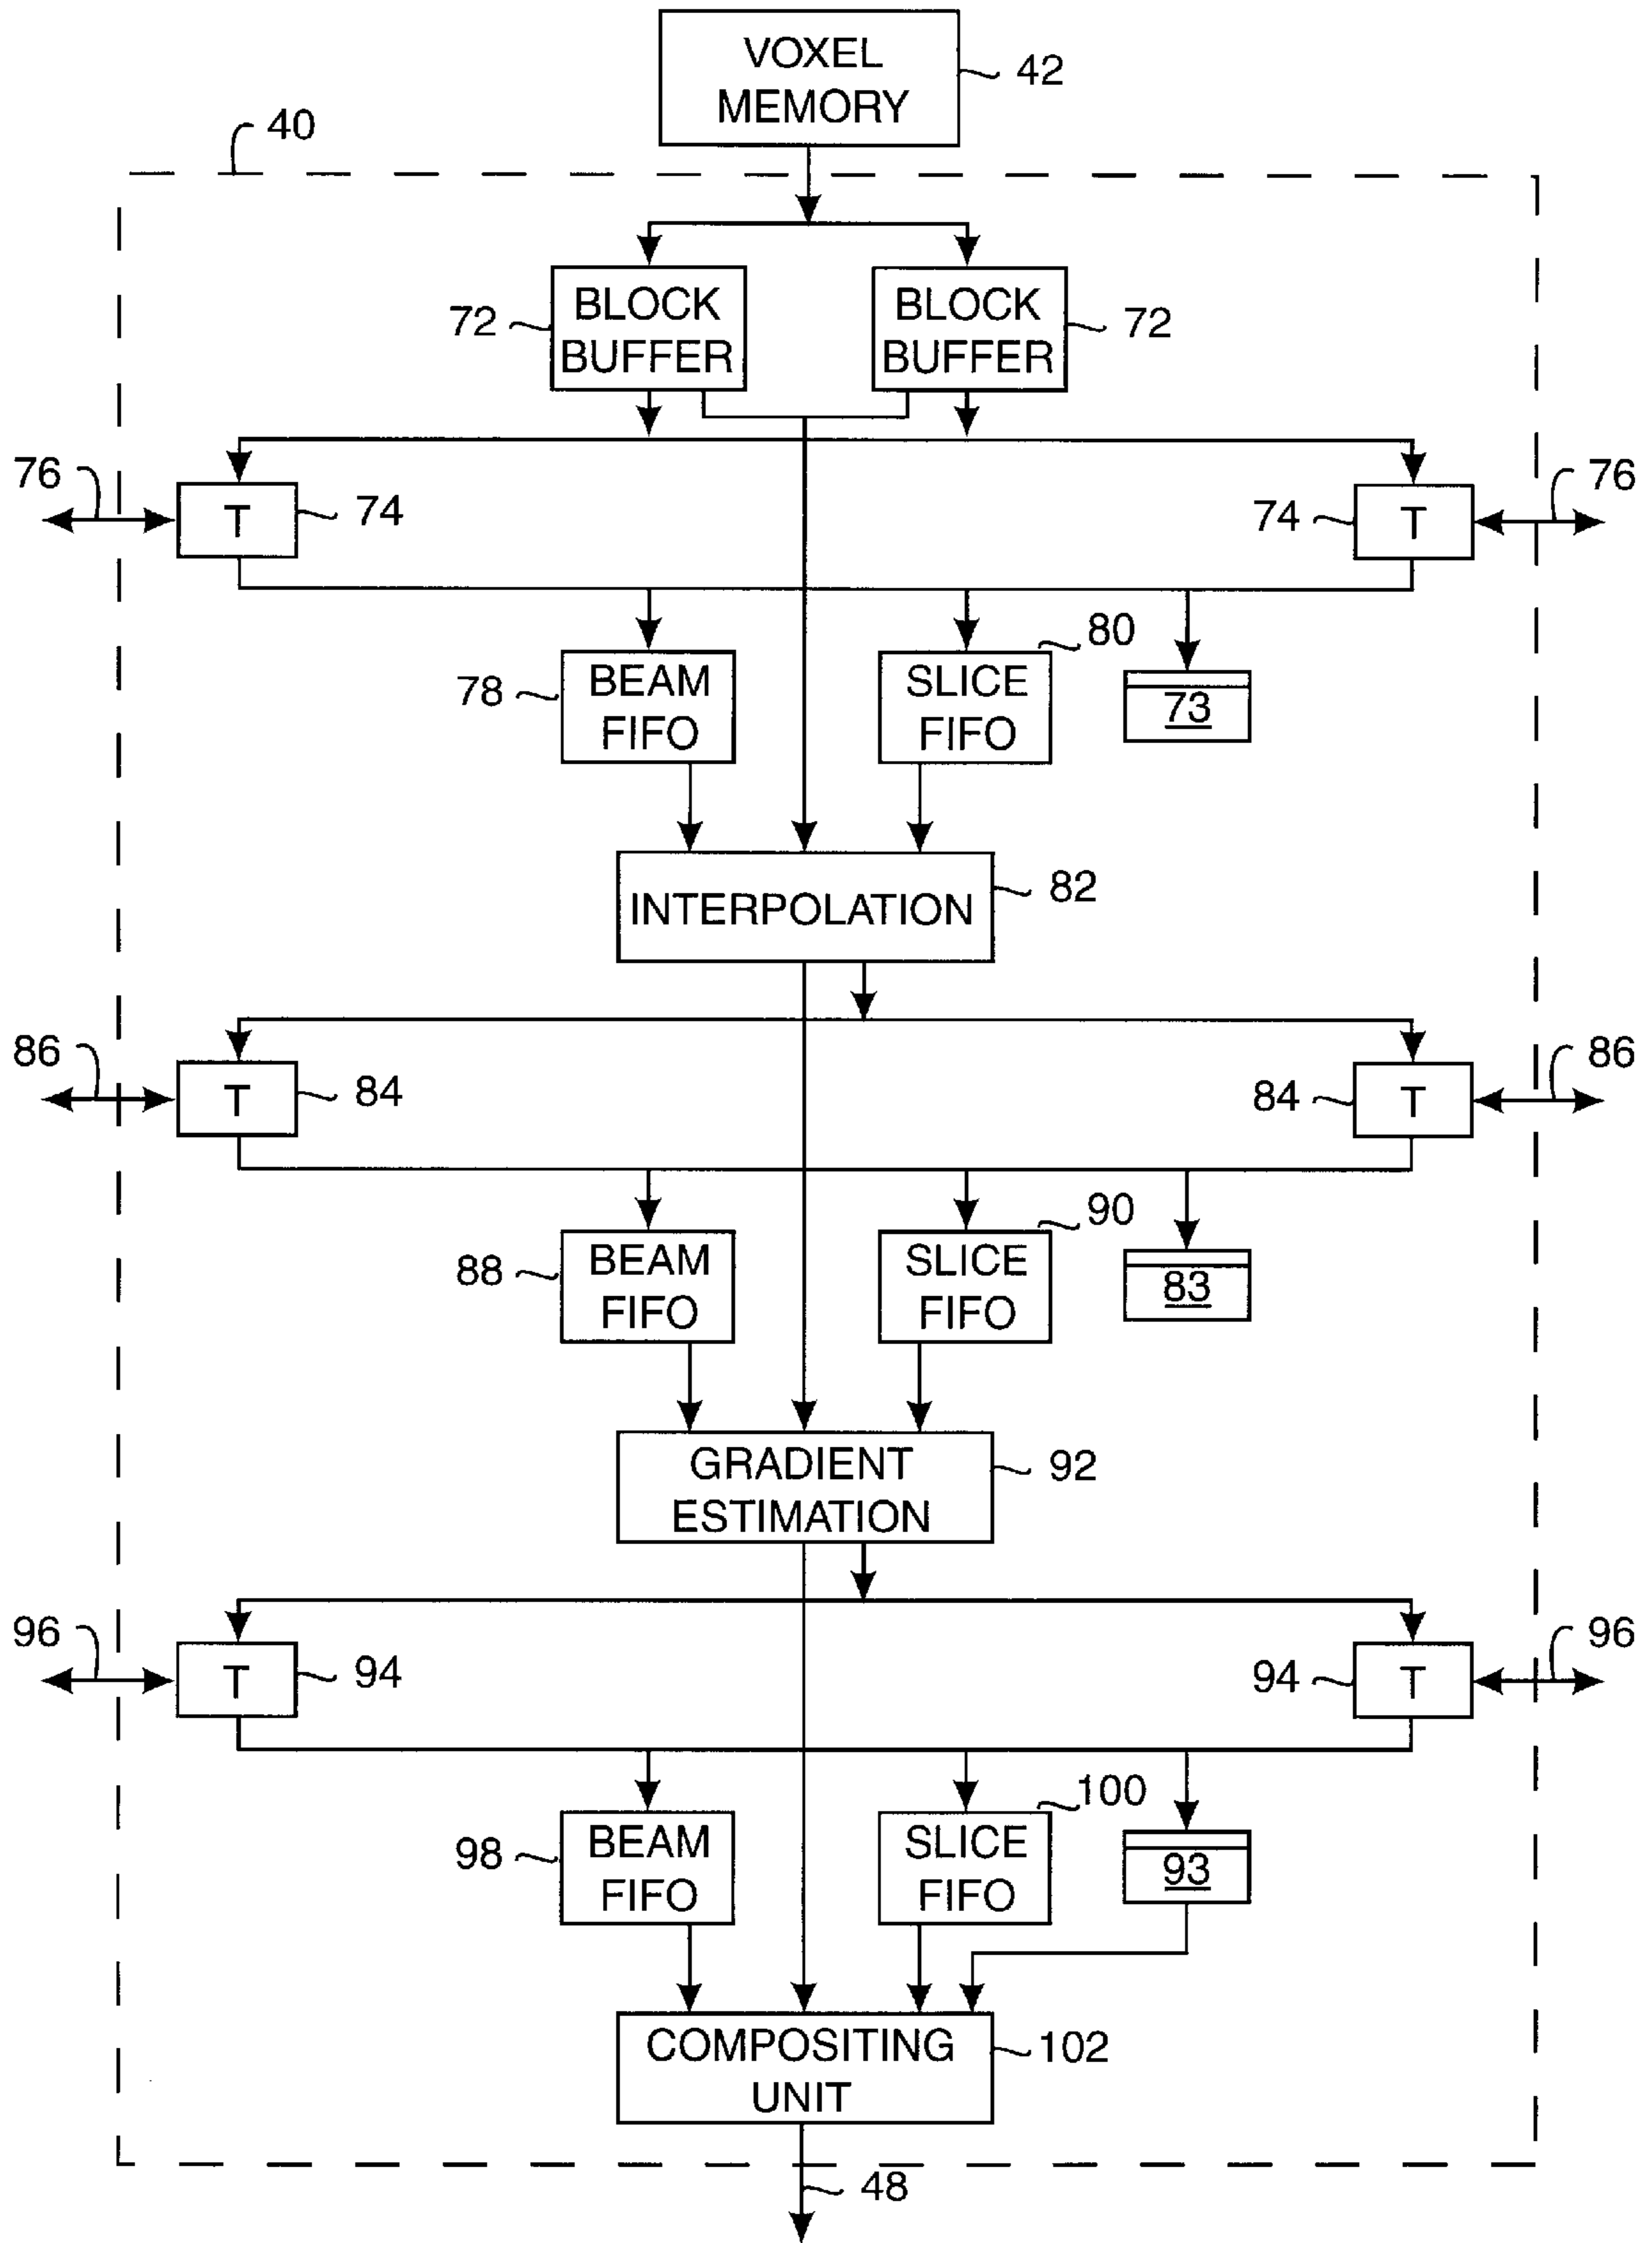 VOXEL
MEMORY
42
40
BLOCK
BUFFER
72
BLOCK
BUFFER
72
76
T
74
74
T
76
80
78
BEAM
FIFO
SLICE
FIFO
73
INTERPOLATION
82
86
T
84
84
T
86
90
88
BEAM
FIFO
SLICE
FIFO
83
GRADIENT
ESTIMATION
92
96
T
94
94
T
96
100
98
BEAM
FIFO
SLICE
FIFO
93
COMPOSITING
UNIT
102
48